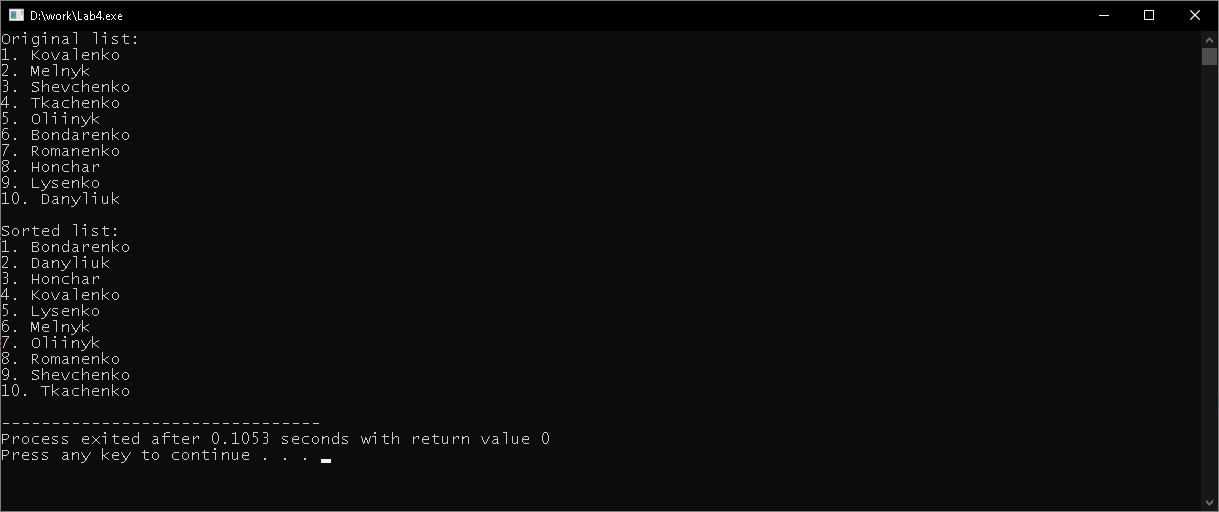 D:\work\Lab4.exe
Original list:
1. Kovalenko
2. Melnyk
3. Shevchenko
4. Tkachenko
5. Oliinyk
6. Bondarenko
7. Romanenko
8. Honchar
9. Lysenko
10. Danyliuk

Sorted list:
1. Bondarenko
2. Danyliuk
3. Honchar
4. Kovalenko
5. Lysenko
6. Melnyk
7. Oliinyk
8. Romanenko
9. Shevchenko
10. Tkachenko

--------------------------------
Process exited after 0.1053 seconds with return value 0
Press any key to continue . . .